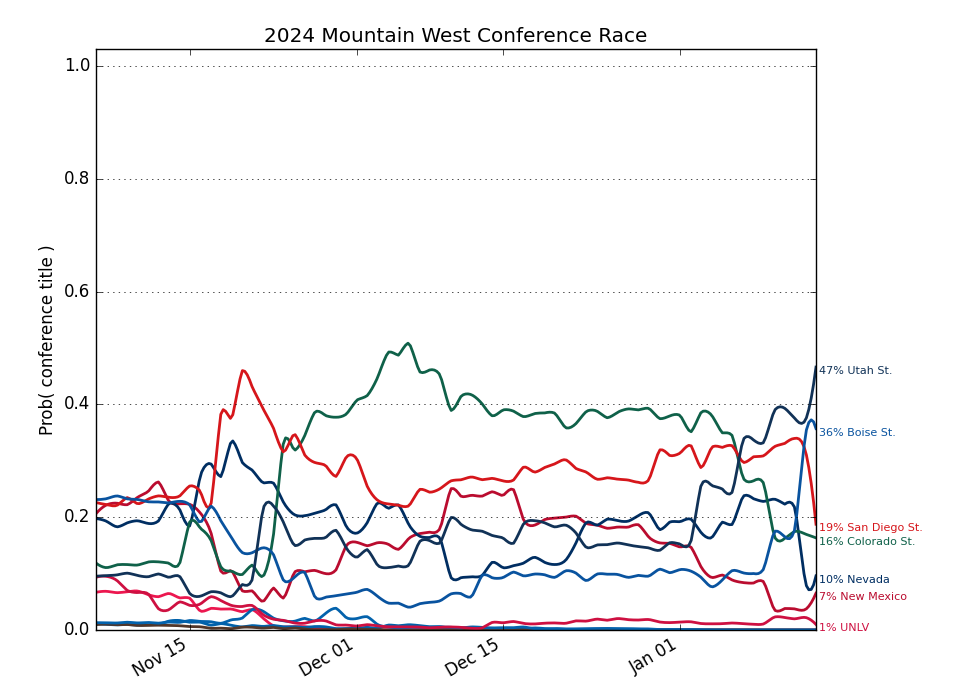 2024 Mountain West Conference Race
Prob( conference title )
1.0
0.8
0.6
0.4
0.2
0.0
Nov 15
Dec 01
Dec 15
Jan 01
47% Utah St.
36% Boise St.
19% San Diego St.
16% Colorado St.
10% Nevada
7% New Mexico
1% UNLV